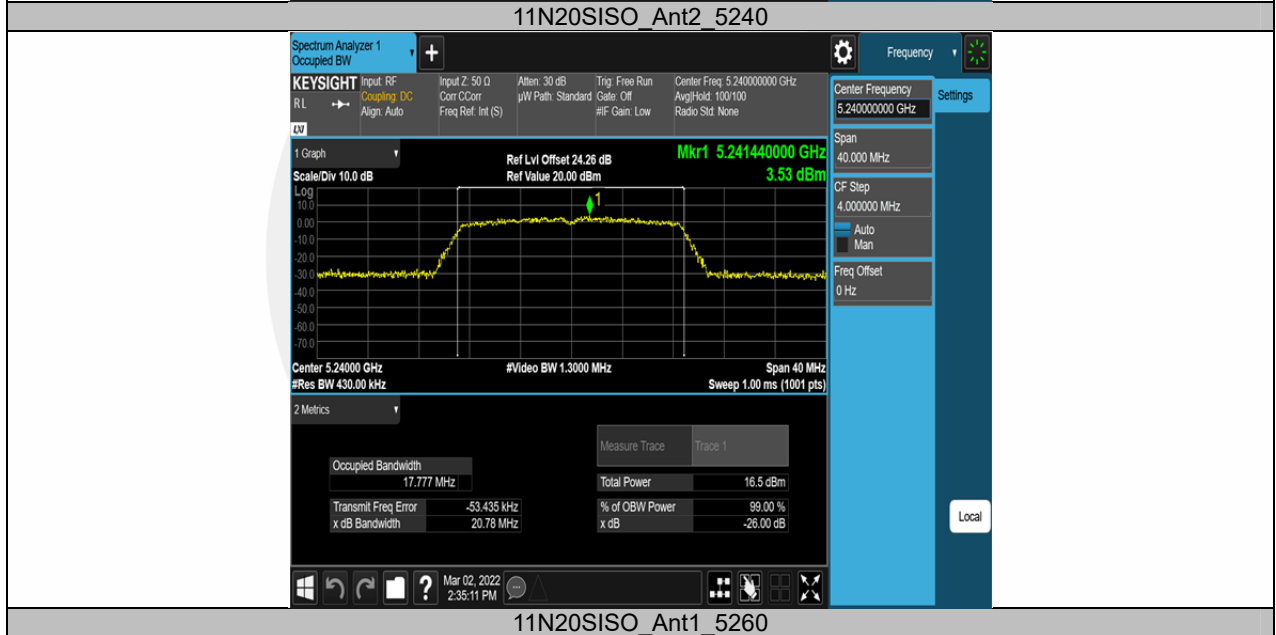 11N20SISO_Ant2_5240
Spectrum Analyzer 1
Occupied BW
+
Frequency
KEYSIGHT
RL
LXI
Input: RF
Coupling: DC
Align: Auto
Input Z: 50 Ω
Corr CCorr
Freq Ref: Int (S)
Atten: 30 dB
µW Path: Standard
Trig: Free Run
Gate: Off
#IF Gain: Low
Center Freq: 5.240000000 GHz
Avg|Hold: 100/100
Radio Std: None
Center Frequency
5.240000000 GHz
Settings
Span
40.000 MHz
CF Step
4.000000 MHz
Auto
Man
Freq Offset
0 Hz
1 Graph
Scale/Div 10.0 dB
Ref Lvl Offset 24.26 dB
Ref Value 20.00 dBm
Mkr1 5.241440000 GHz
3.53 dBm
Log
1
10.0
0.00
-10.0
-20.0
-30.0
-40.0
-50.0
-60.0
-70.0
Center 5.24000 GHz
#Video BW 1.3000 MHz
Span 40 MHz
#Res BW 430.00 kHz
Sweep 1.00 ms (1001 pts)
2 Metrics
Measure Trace Trace 1
Occupied Bandwidth
17.777 MHz
Total Power 16.5 dBm
Transmit Freq Error -53.435 kHz
% of OBW Power 99.00 %
x dB Bandwidth 20.78 MHz
x dB -26.00 dB
Local
?
Mar 02, 2022
2:35:11 PM
11N20SISO_Ant1_5260